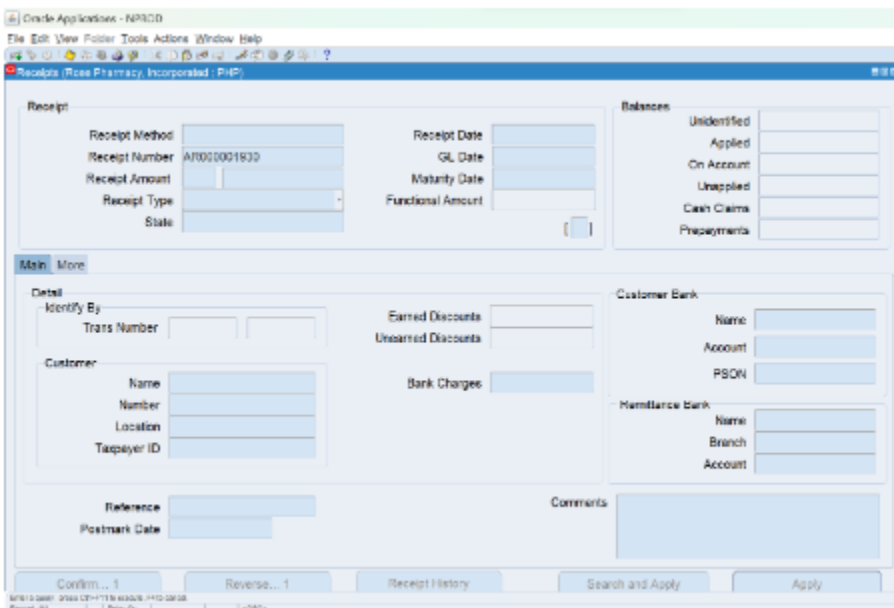 Oracle Applications - NPROD
File Edit View Folder Tools Actions Window Help
Receipts (Rose Pharmacy, Incorporated : PHP)
Receipt
Receipt Method
Receipt Number AR000001930
Receipt Amount
Receipt Type
State
Receipt Date
GL Date
Maturity Date
Functional Amount
[ ]
Balances
Unidentified
Applied
On Account
Unapplied
Cash Claims
Prepayments
Main More
Detail
Identify By
Trans Number
Customer
Name
Number
Location
Taxpayer ID
Earned Discounts
Unearned Discounts
Bank Charges
Customer Bank
Name
Account
PSON
Remittance Bank
Name
Branch
Account
Reference
Postmark Date
Comments
Confirm... 1 Reverse... 1 Receipt History Search and Apply Apply